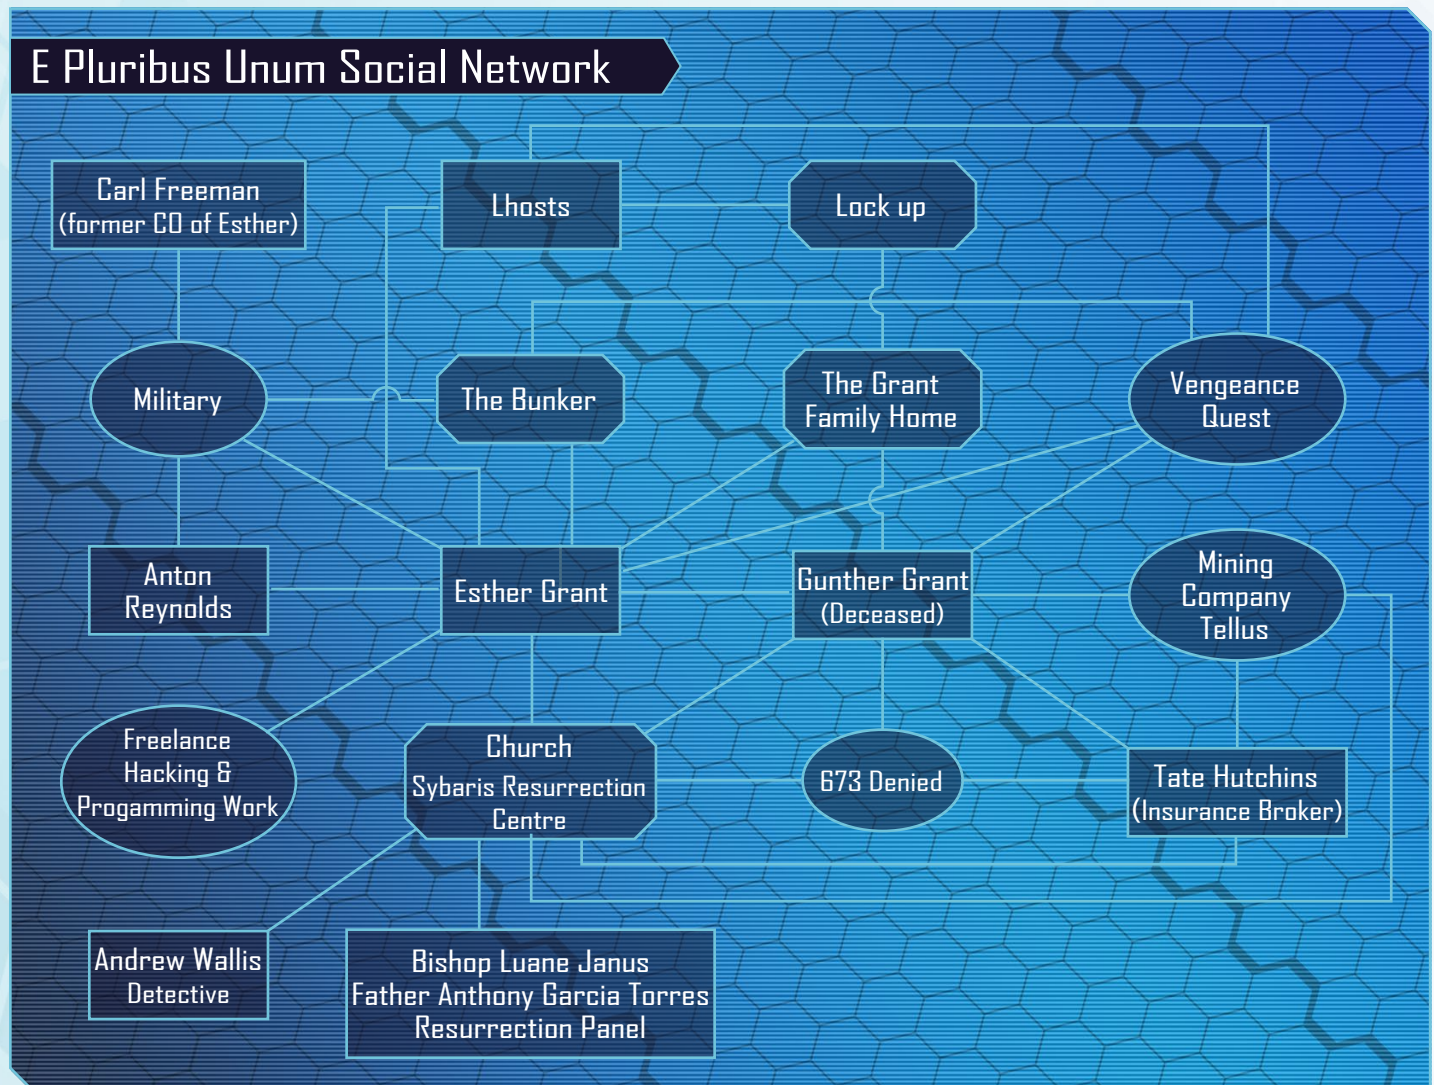 E Pluribus Unum Social Network
Carl Freeman
(former CO of Esther)
Lhosts
Lock up
Military
The Bunker
The Grant
Family Home
Vengeance
Quest
Anton
Reynolds
Esther Grant
Gunther Grant
(Deceased)
Mining
Company
Tellus
Freelance
Hacking &
Progamming Work
Church
Sybaris Resurrection
Centre
673 Denied
Tate Hutchins
(Insurance Broker)
Andrew Wallis
Detective
Bishop Luane Janus
Father Anthony Garcia Torres
Resurrection Panel